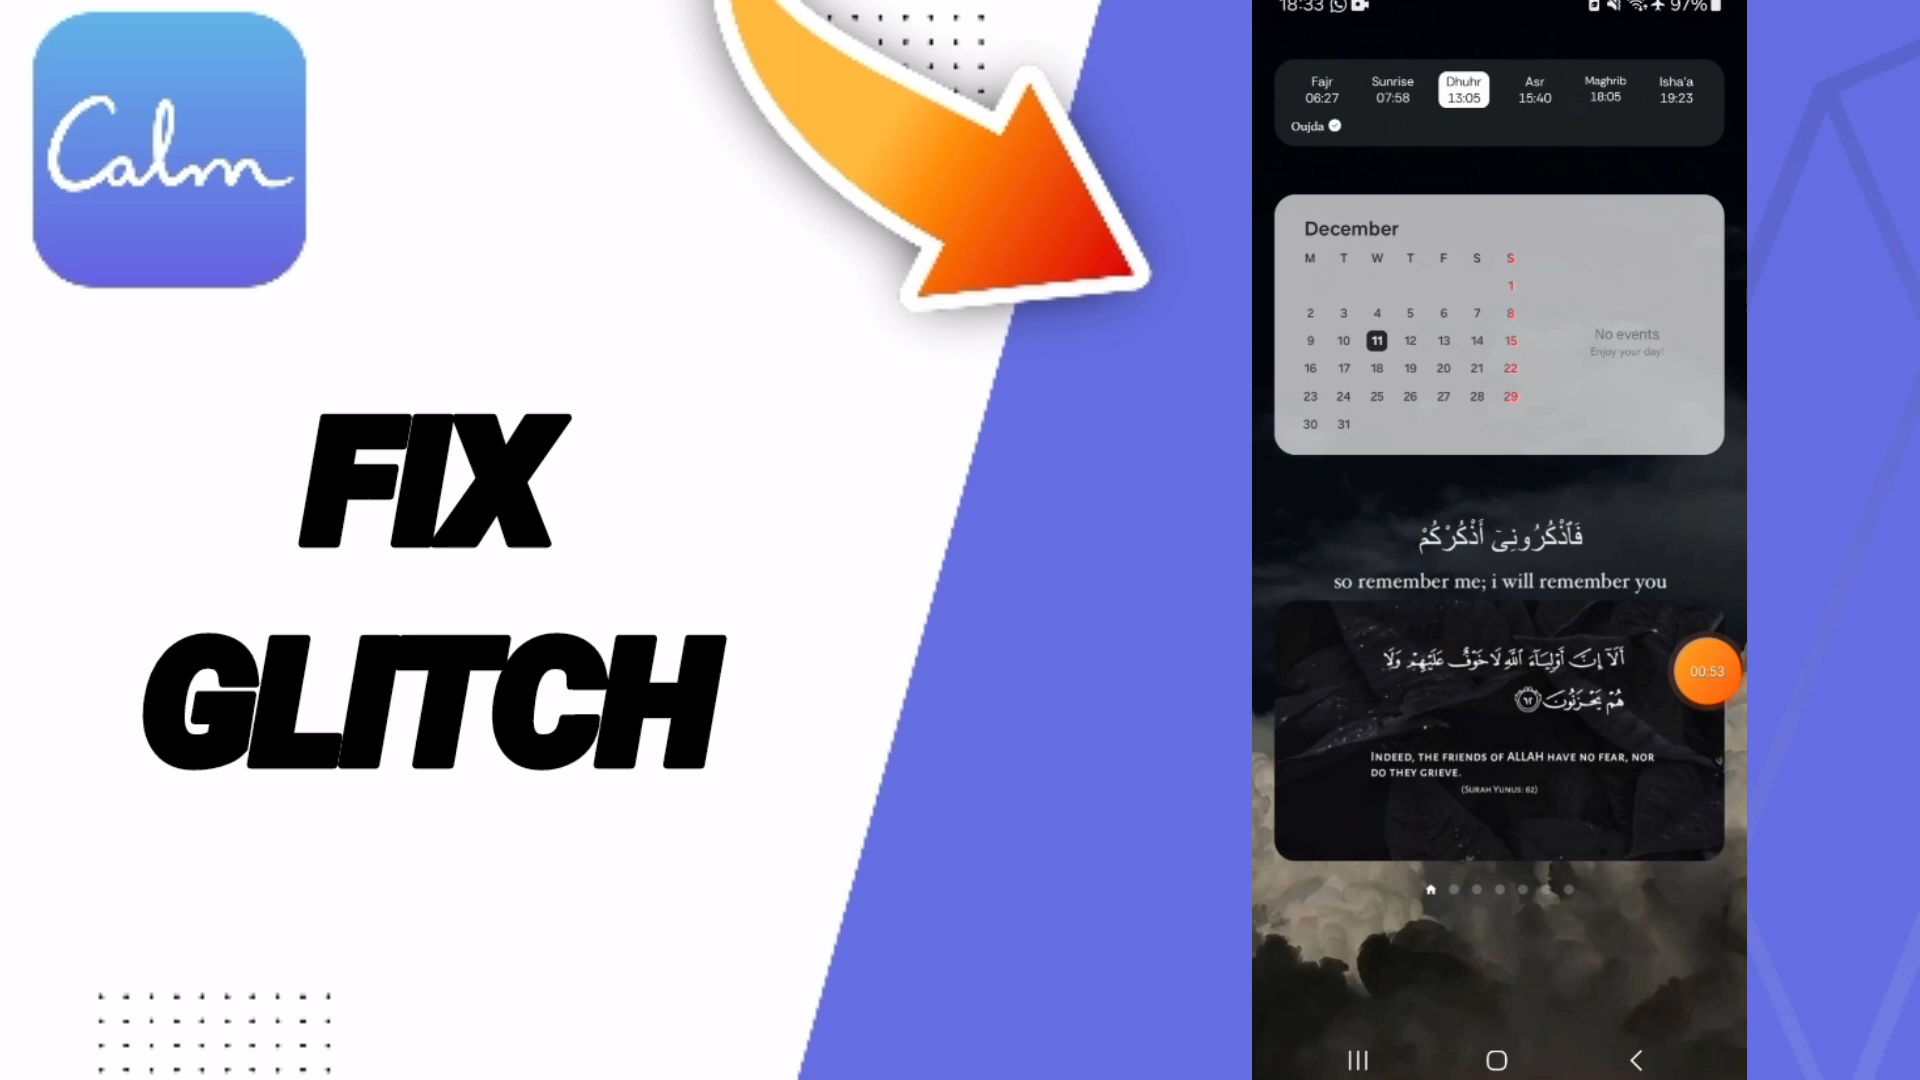 Calm
FIX
GLITCH
18:33 97%
Fajr Sunrise Dhuhr Asr Maghrib Isha'a
06:27 07:58 13:05 15:40 18:05 19:23
Oujda
December
M T W T F S S
1
2 3 4 5 6 7 8
9 10 11 12 13 14 15
16 17 18 19 20 21 22
23 24 25 26 27 28 29
30 31
No events
Enjoy your day!
فَٱذْكُرُونِىٓ أَذْكُرْكُمْ
so remember me; i will remember you
أَلَآ إِنَّ أَوْلِيَآءَ ٱللَّهِ لَا خَوْفٌ عَلَيْهِمْ وَلَا
هُمْ يَحْزَنُونَ ٦٢
00:53
INDEED, THE FRIENDS OF ALLAH HAVE NO FEAR, NOR
DO THEY GRIEVE.
(SURAH YUNUS: 62)